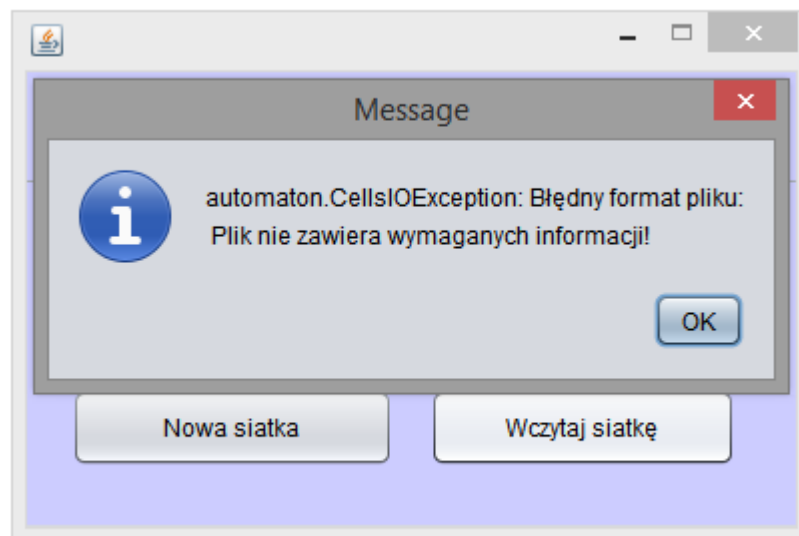 Message
automaton.CellsIOException: Błędny format pliku:
Plik nie zawiera wymaganych informacji!
OK
Nowa siatka
Wczytaj siatkę